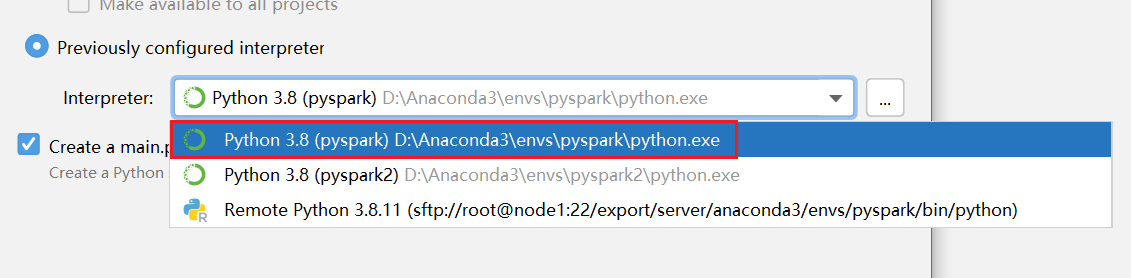 Make available to all projects
Previously configured interpreter
Interpreter: Python 3.8 (pyspark) D:\Anaconda3\envs\pyspark\python.exe ...
Python 3.8 (pyspark) D:\Anaconda3\envs\pyspark\python.exe
Create a main.p
Python 3.8 (pyspark2) D:\Anaconda3\envs\pyspark2\python.exe
Create a Python
Remote Python 3.8.11 (sftp://root@node1:22/export/server/anaconda3/envs/pyspark/bin/python)